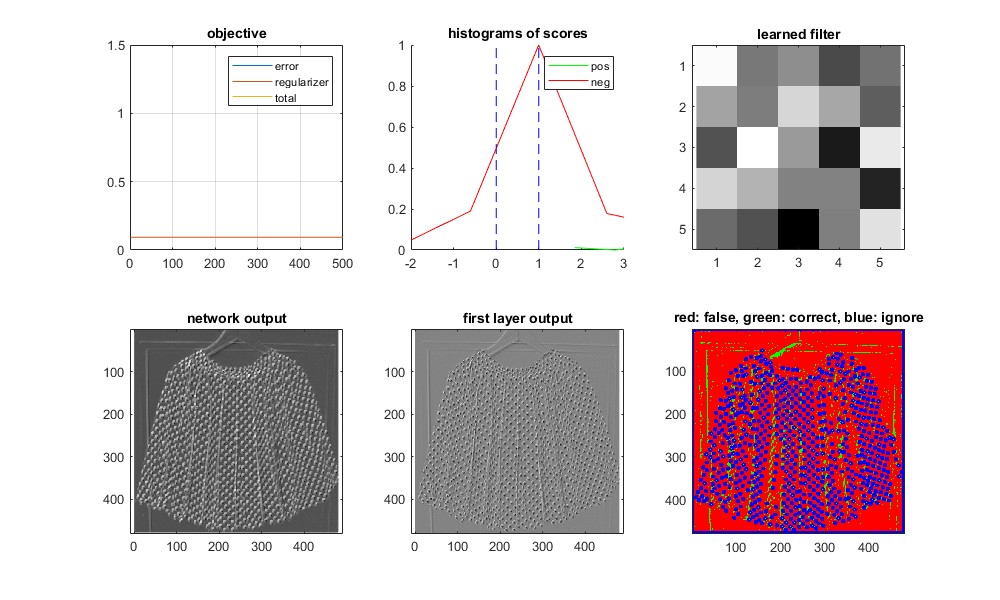 objective
1.5
1
0.5
0
0 100 200 300 400 500
error
regularizer
total
histograms of scores
1
0.8
0.6
0.4
0.2
0
-2 -1 0 1 2 3
pos
neg
learned filter
1
2
3
4
5
1 2 3 4 5
network output
100
200
300
400
0 100 200 300 400
first layer output
100
200
300
400
0 100 200 300 400
red: false, green: correct, blue: ignore
100
200
300
400
100 200 300 400